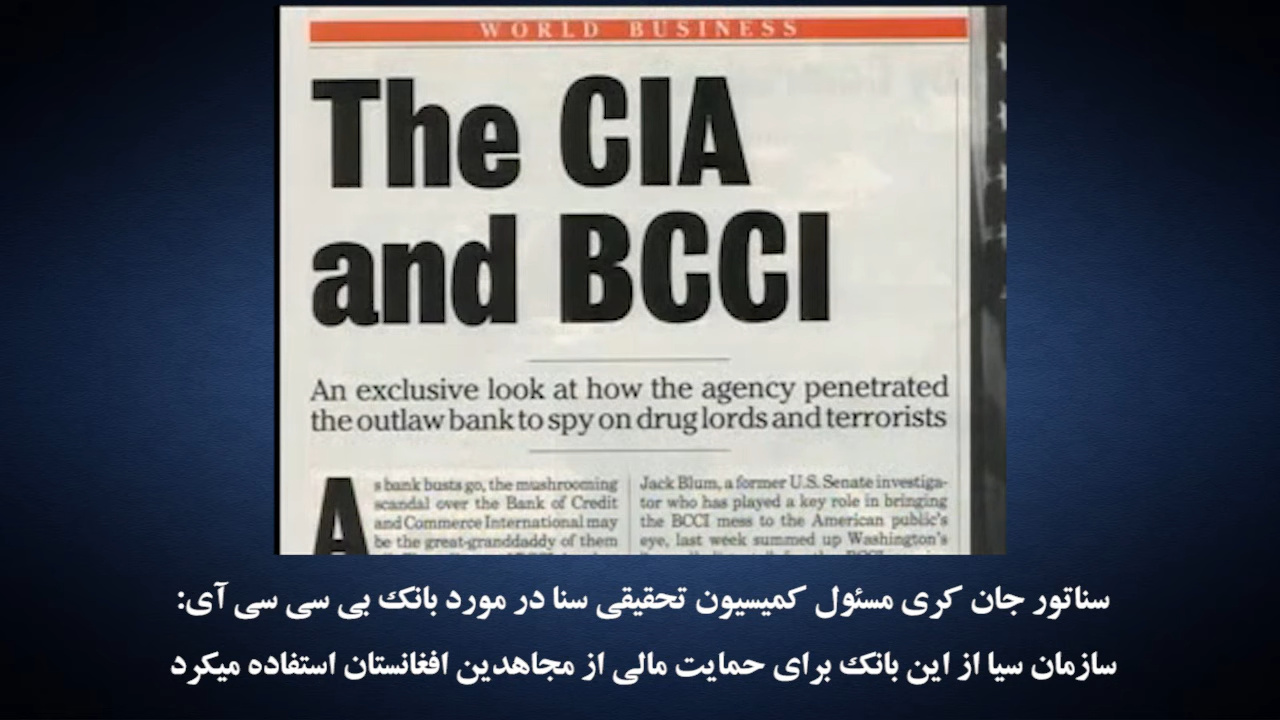 WORLD BUSINESS
The CIA
and BCCI
An exclusive look at how the agency penetrated
the outlaw bank to spy on drug lords and terrorists
As bank busts go, the mushrooming
scandal over the Bank of Credit
and Commerce International may
be the great-granddaddy of them
Jack Blum, a former U.S. Senate investiga-
tor who has played a key role in bringing
the BCCI mess to the American public's
eye, last week summed up Washington's
سناتور جان کری مسئول کمیسیون تحقیقی سنا در مورد بانک بی سی سی آی:
سازمان سیا از این بانک برای حمایت مالی از مجاهدین افغانستان استفاده میکرد